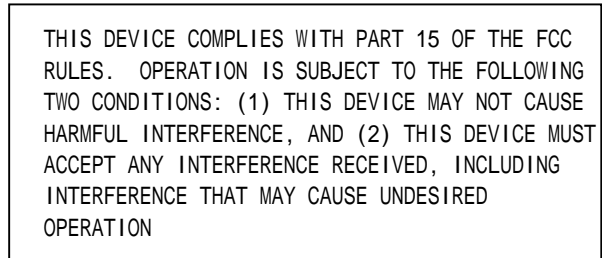 THIS DEVICE COMPLIES WITH PART 15 OF THE FCC
RULES. OPERATION IS SUBJECT TO THE FOLLOWING
TWO CONDITIONS: (1) THIS DEVICE MAY NOT CAUSE
HARMFUL INTERFERENCE, AND (2) THIS DEVICE MUST
ACCEPT ANY INTERFERENCE RECEIVED, INCLUDING
INTERFERENCE THAT MAY CAUSE UNDESIRED
OPERATION